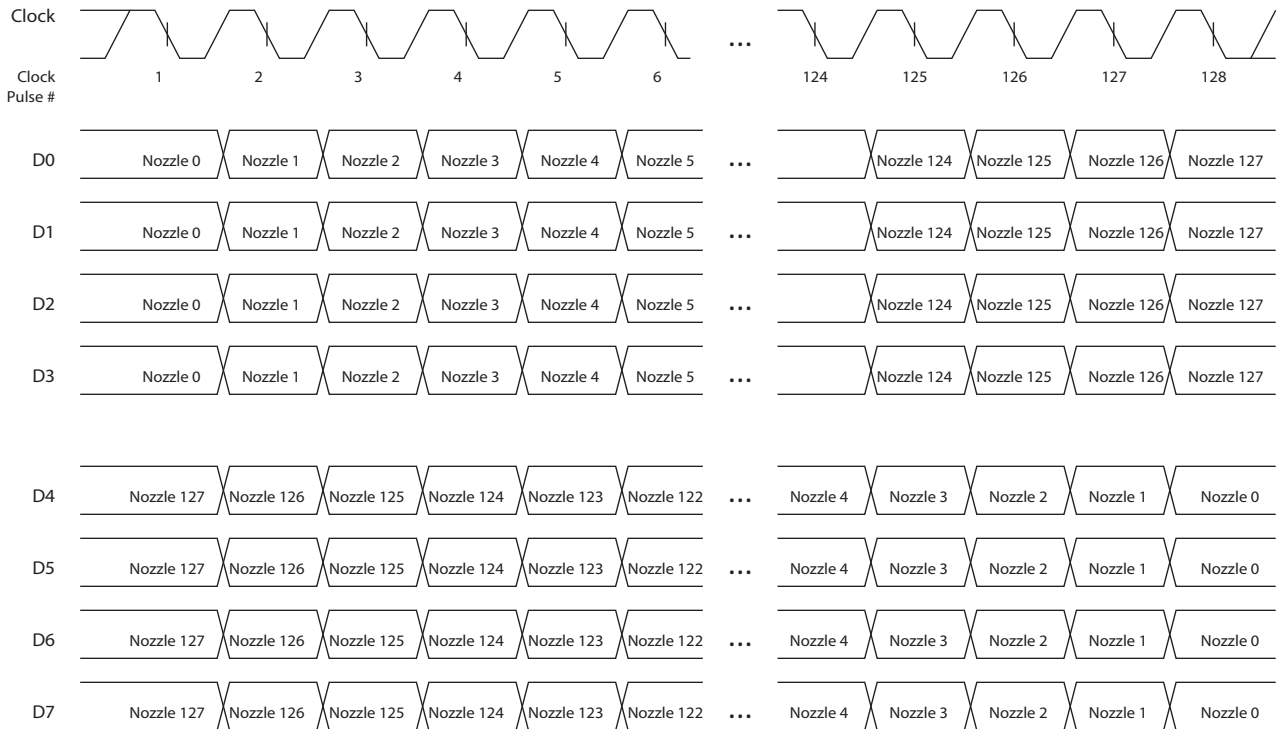 Clock
...
Clock Pulse # 1 2 3 4 5 6 124 125 126 127 128
D0 Nozzle 0 Nozzle 1 Nozzle 2 Nozzle 3 Nozzle 4 Nozzle 5 ... Nozzle 124 Nozzle 125 Nozzle 126 Nozzle 127
D1 Nozzle 0 Nozzle 1 Nozzle 2 Nozzle 3 Nozzle 4 Nozzle 5 ... Nozzle 124 Nozzle 125 Nozzle 126 Nozzle 127
D2 Nozzle 0 Nozzle 1 Nozzle 2 Nozzle 3 Nozzle 4 Nozzle 5 ... Nozzle 124 Nozzle 125 Nozzle 126 Nozzle 127
D3 Nozzle 0 Nozzle 1 Nozzle 2 Nozzle 3 Nozzle 4 Nozzle 5 ... Nozzle 124 Nozzle 125 Nozzle 126 Nozzle 127
D4 Nozzle 127 Nozzle 126 Nozzle 125 Nozzle 124 Nozzle 123 Nozzle 122 ... Nozzle 4 Nozzle 3 Nozzle 2 Nozzle 1 Nozzle 0
D5 Nozzle 127 Nozzle 126 Nozzle 125 Nozzle 124 Nozzle 123 Nozzle 122 ... Nozzle 4 Nozzle 3 Nozzle 2 Nozzle 1 Nozzle 0
D6 Nozzle 127 Nozzle 126 Nozzle 125 Nozzle 124 Nozzle 123 Nozzle 122 ... Nozzle 4 Nozzle 3 Nozzle 2 Nozzle 1 Nozzle 0
D7 Nozzle 127 Nozzle 126 Nozzle 125 Nozzle 124 Nozzle 123 Nozzle 122 ... Nozzle 4 Nozzle 3 Nozzle 2 Nozzle 1 Nozzle 0